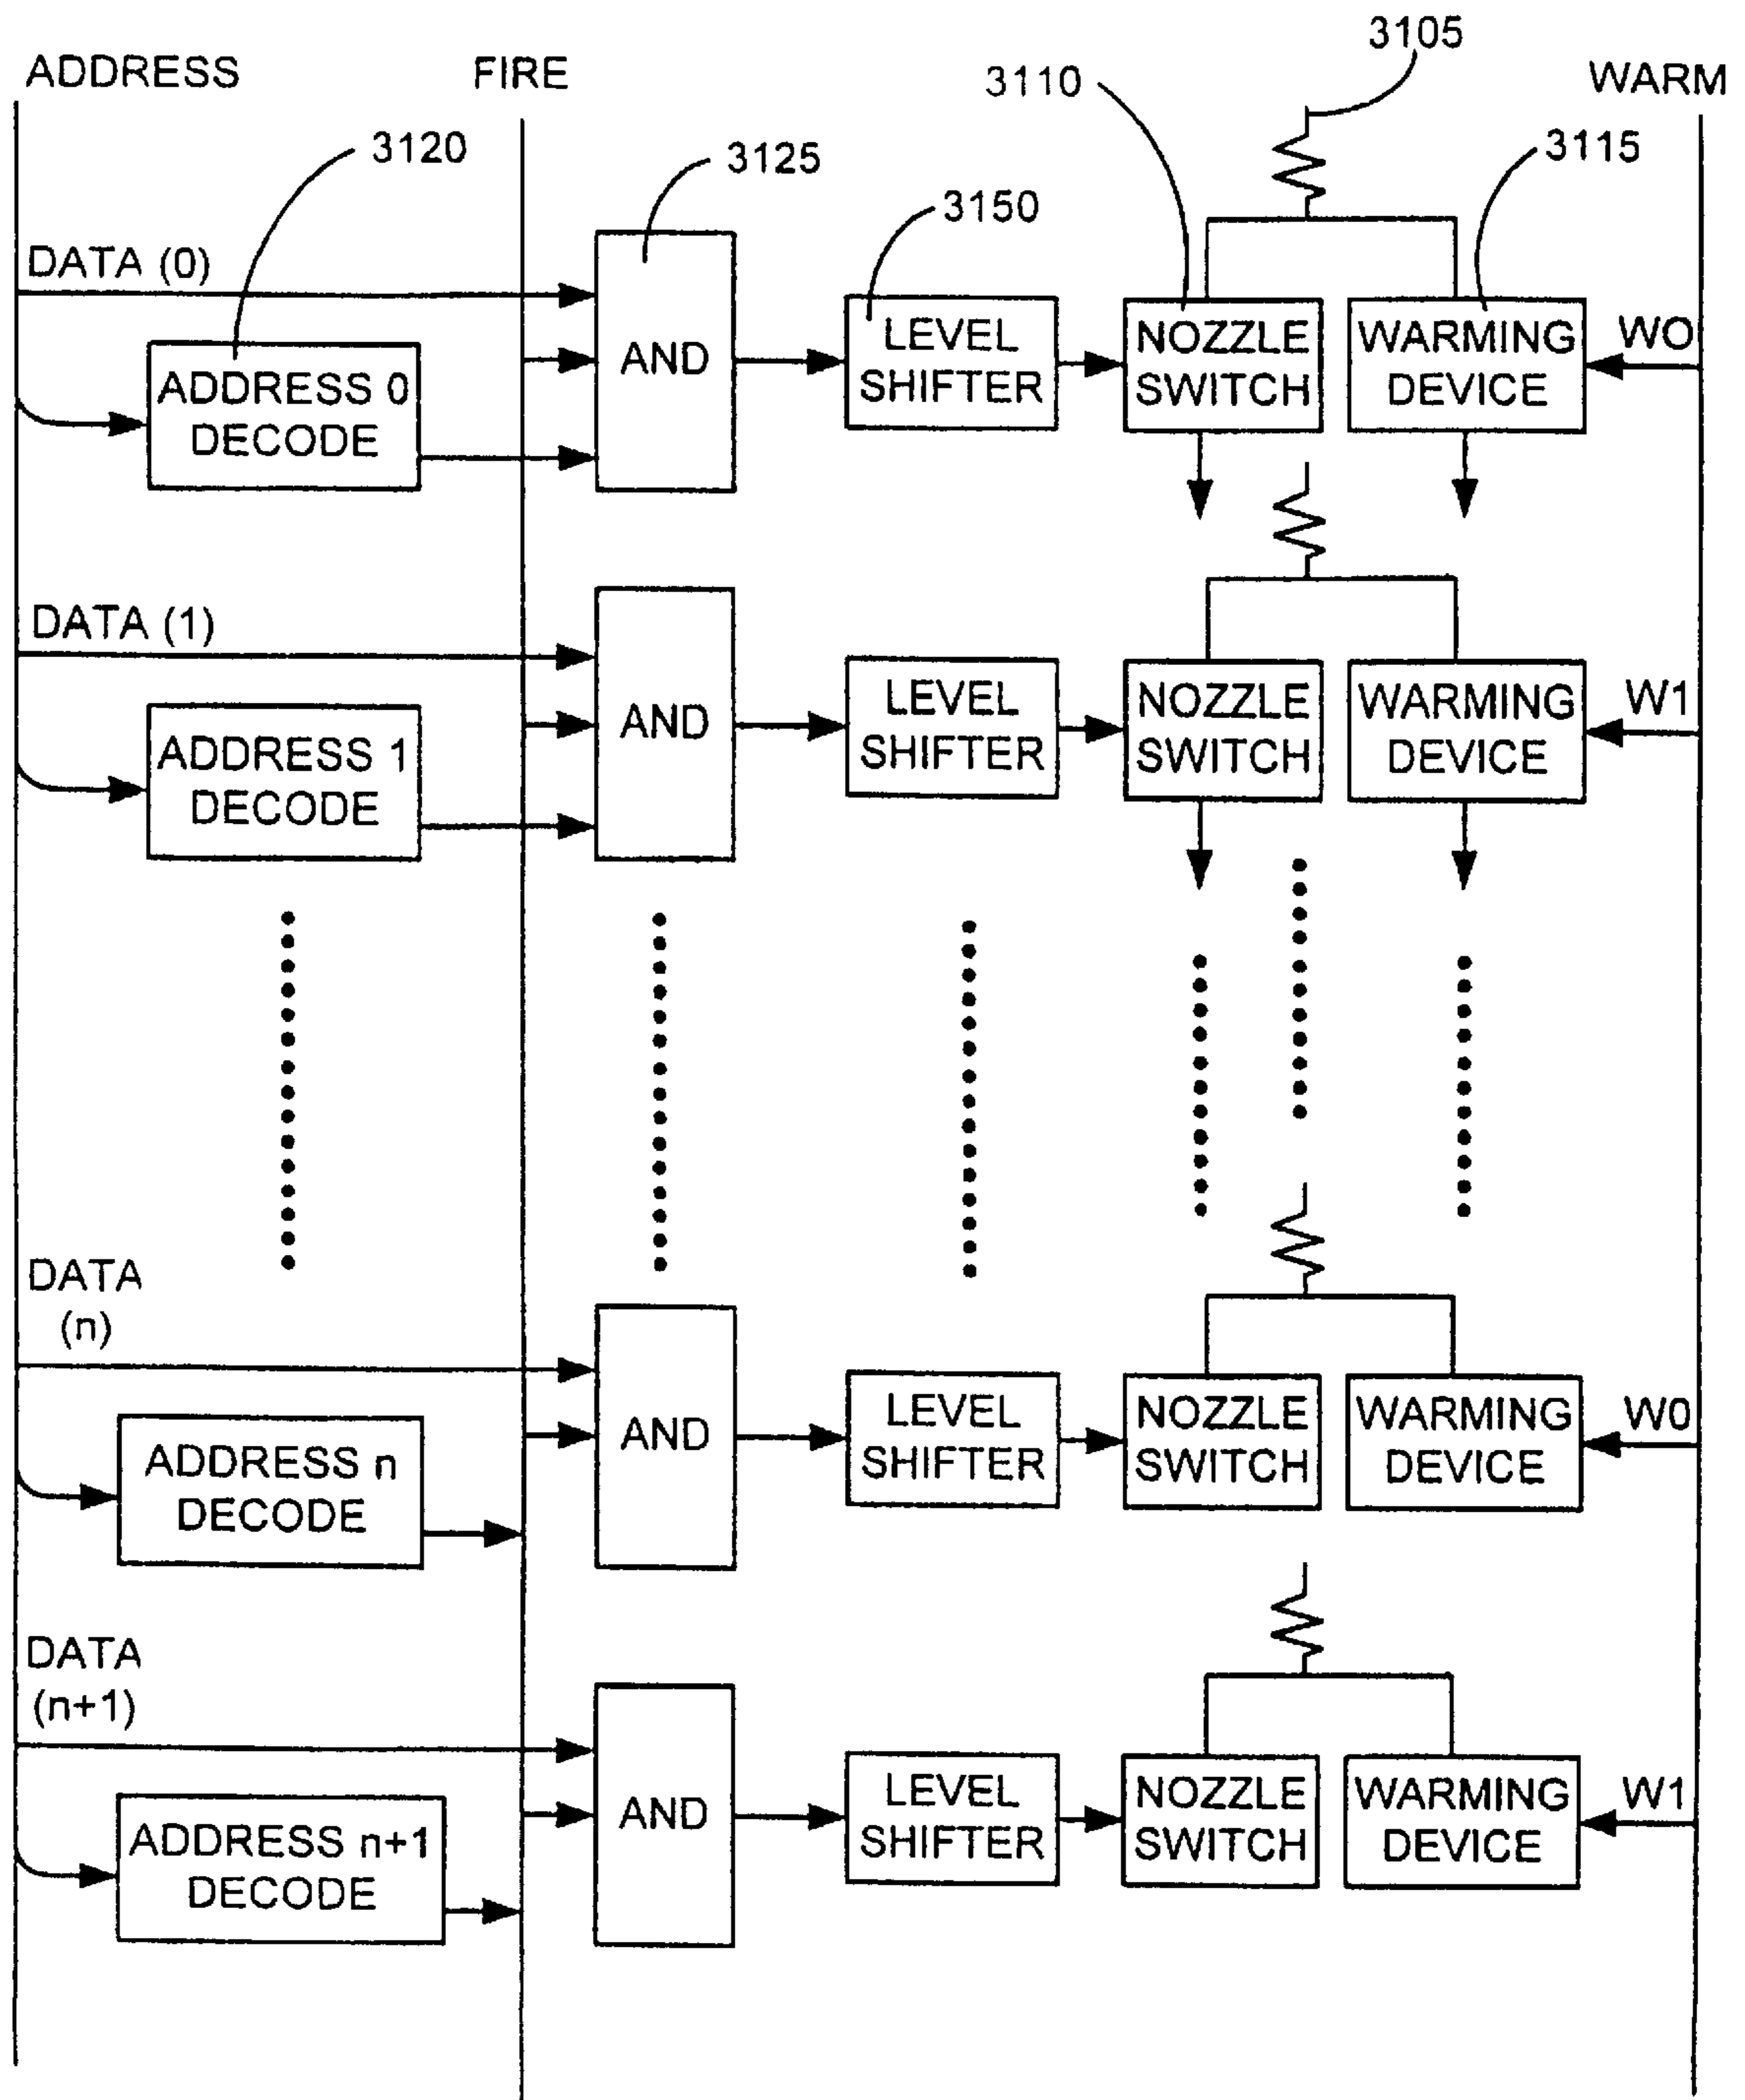 3105
ADDRESS
FIRE
3110
WARM
3120
3125
3115
3150
DATA (0)
ADDRESS 0
DECODE
AND
LEVEL
SHIFTER
NOZZLE
SWITCH
WARMING
DEVICE
WO
DATA (1)
ADDRESS 1
DECODE
AND
LEVEL
SHIFTER
NOZZLE
SWITCH
WARMING
DEVICE
W1
DATA
(n)
ADDRESS n
DECODE
AND
LEVEL
SHIFTER
NOZZLE
SWITCH
WARMING
DEVICE
W0
DATA
(n+1)
ADDRESS n+1
DECODE
AND
LEVEL
SHIFTER
NOZZLE
SWITCH
WARMING
DEVICE
W1